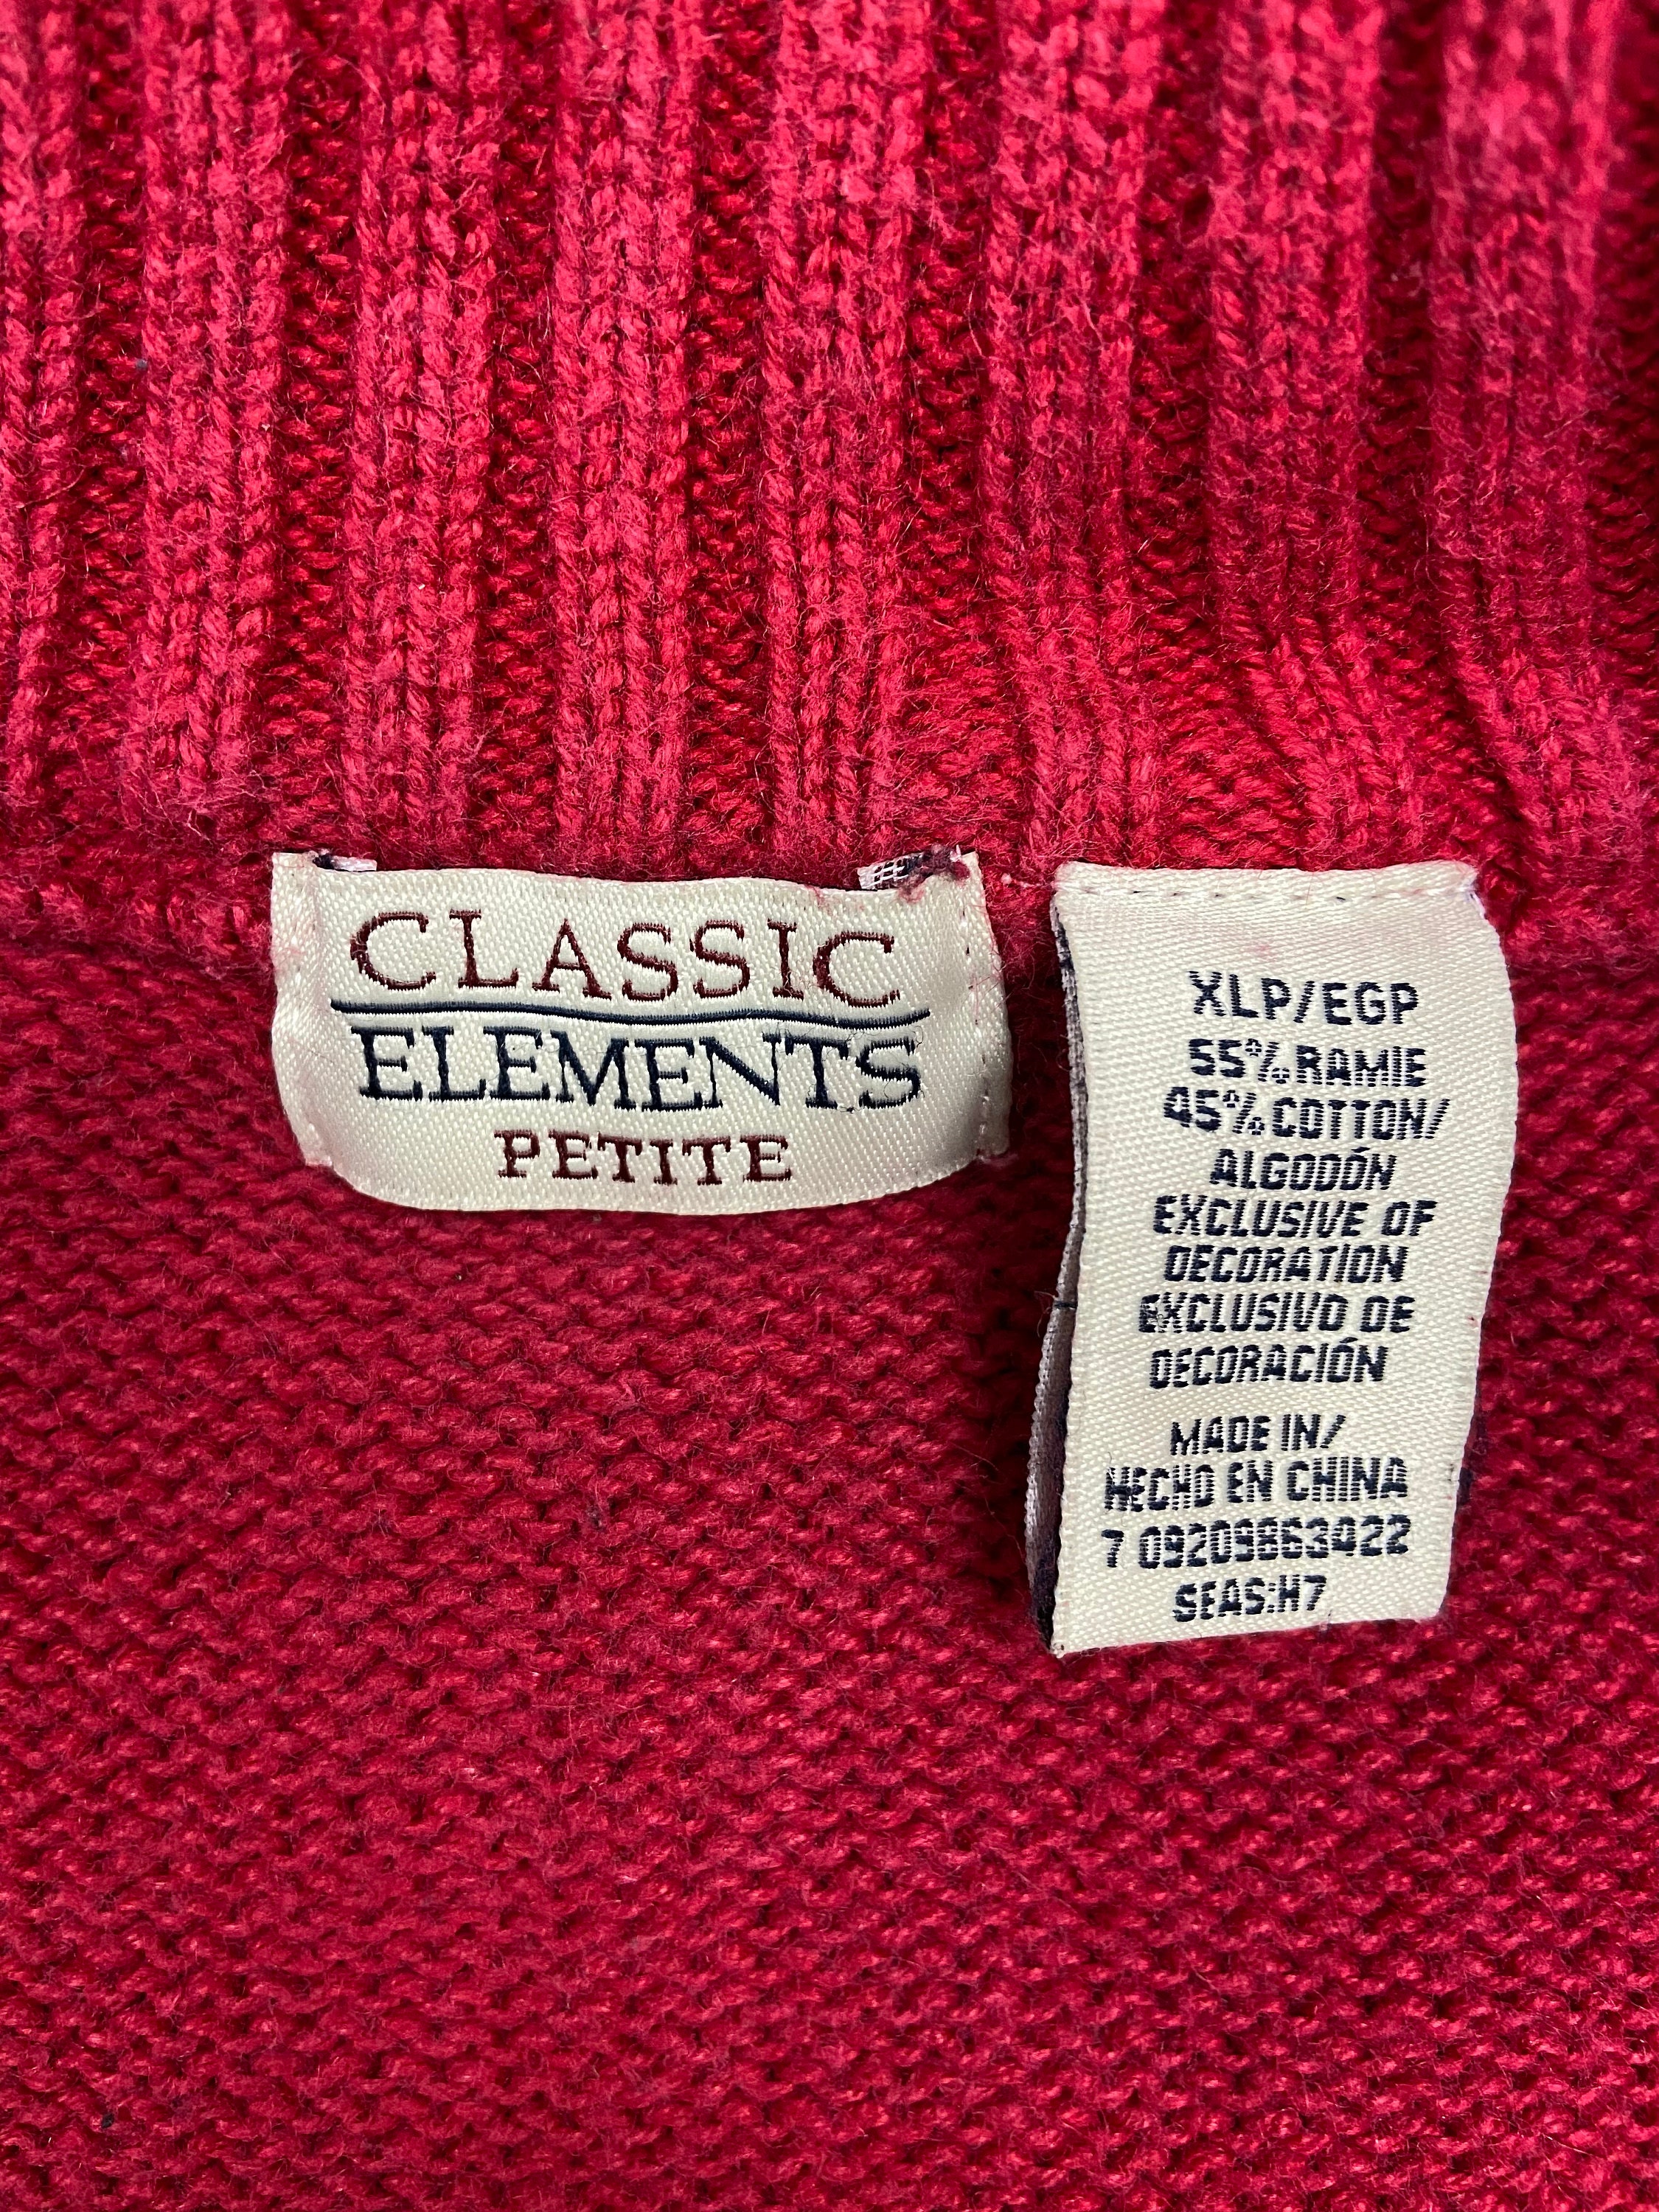 CLASSIC
ELEMENTS
PETITE
XLP/EGP
55% RAMIE
45% COTTON/
ALGODÓN
EXCLUSIVE OF
DECORATION
EXCLUSIVO DE
DECORACIÓN
MADE IN/
HECHO EN CHINA
7 09209863422
SEAS:H7